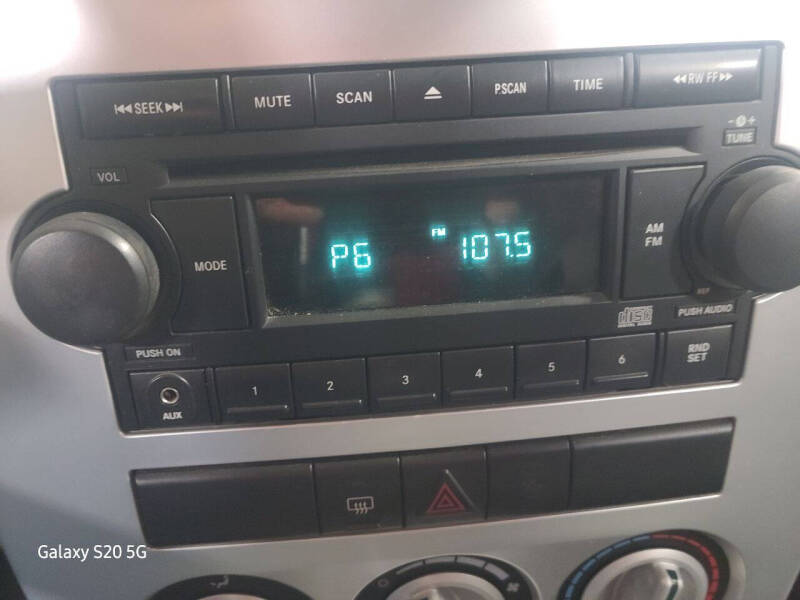 SEEK
MUTE
SCAN
P.SCAN
TIME
RW FF
- +
TUNE
VOL
MODE
P6
FM 107.5
AM
FM
PUSH ON
DISC
PUSH AUDIO
AUX
1 2 3 4 5 6
RND
SET
Galaxy S20 5G